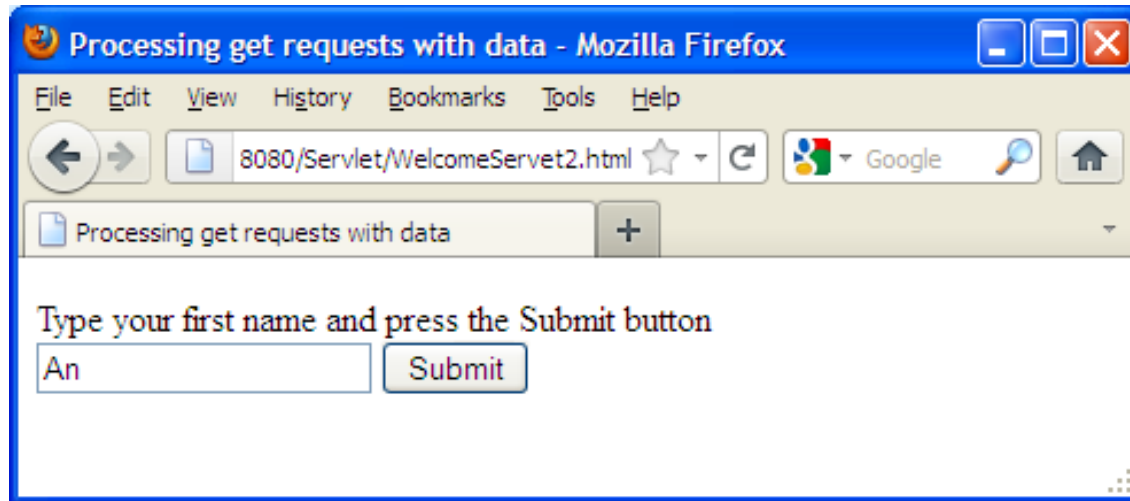 Processing get requests with data - Mozilla Firefox
File Edit View History Bookmarks Tools Help
8080/Servlet/WelcomeServet2.html Google
Processing get requests with data
Type your first name and press the Submit button
An Submit